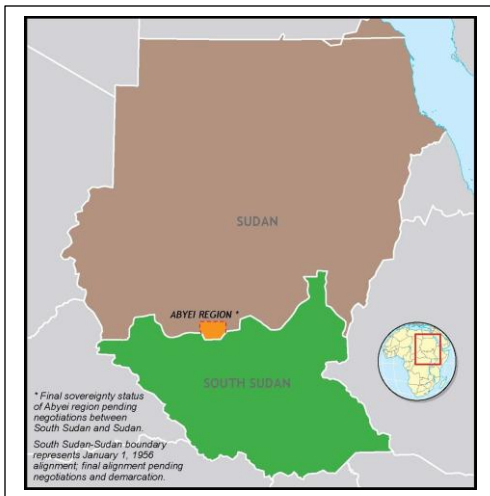 SUDAN
ABYEI REGION *
SOUTH SUDAN
* Final sovereignty status
of Abyei region pending
negotiations between
South Sudan and Sudan.
South Sudan-Sudan boundary
represents January 1, 1956
alignment; final alignment pending
negotiations and demarcation.